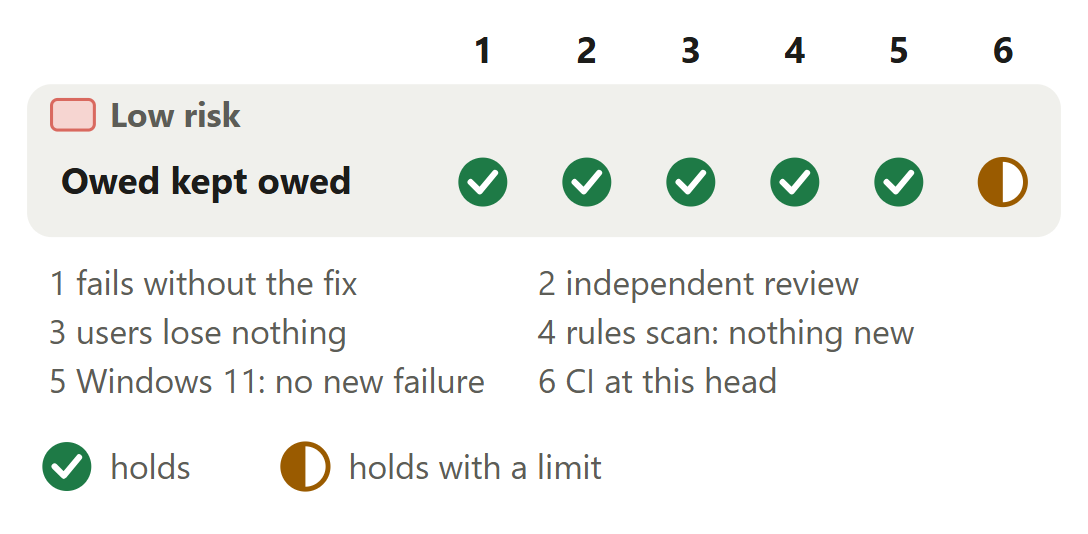 1 2 3 4 5 6
Low risk
Owed kept owed
1 fails without the fix
2 independent review
3 users lose nothing
4 rules scan: nothing new
5 Windows 11: no new failure
6 CI at this head
holds
holds with a limit